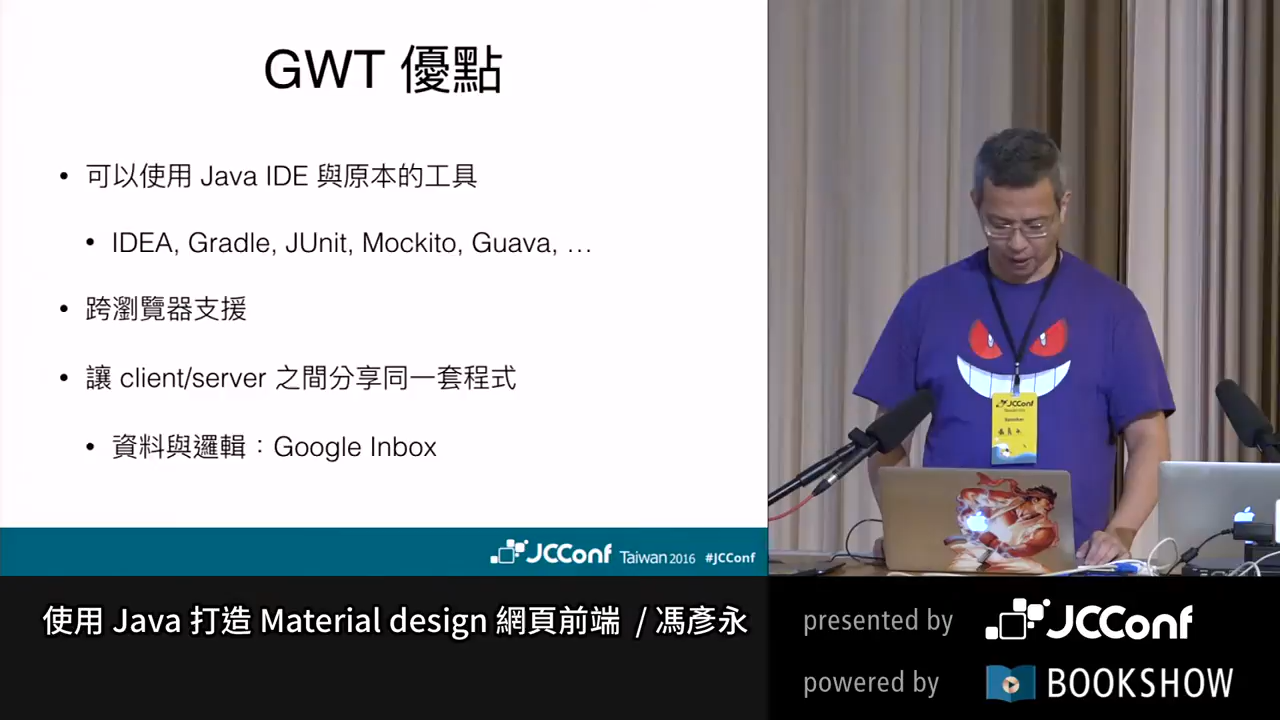 GWT 優點
可以使用 Java IDE 與原本的工具
IDEA, Gradle, JUnit, Mockito, Guava, …
跨瀏覽器支援
讓 client/server 之間分享同一套程式
資料與邏輯：Google Inbox
JCConf Taiwan 2016 #JCConf
JCConf
使用 Java 打造 Material design 網頁前端 / 馮彥永
presented by JCConf
powered by BOOKSHOW